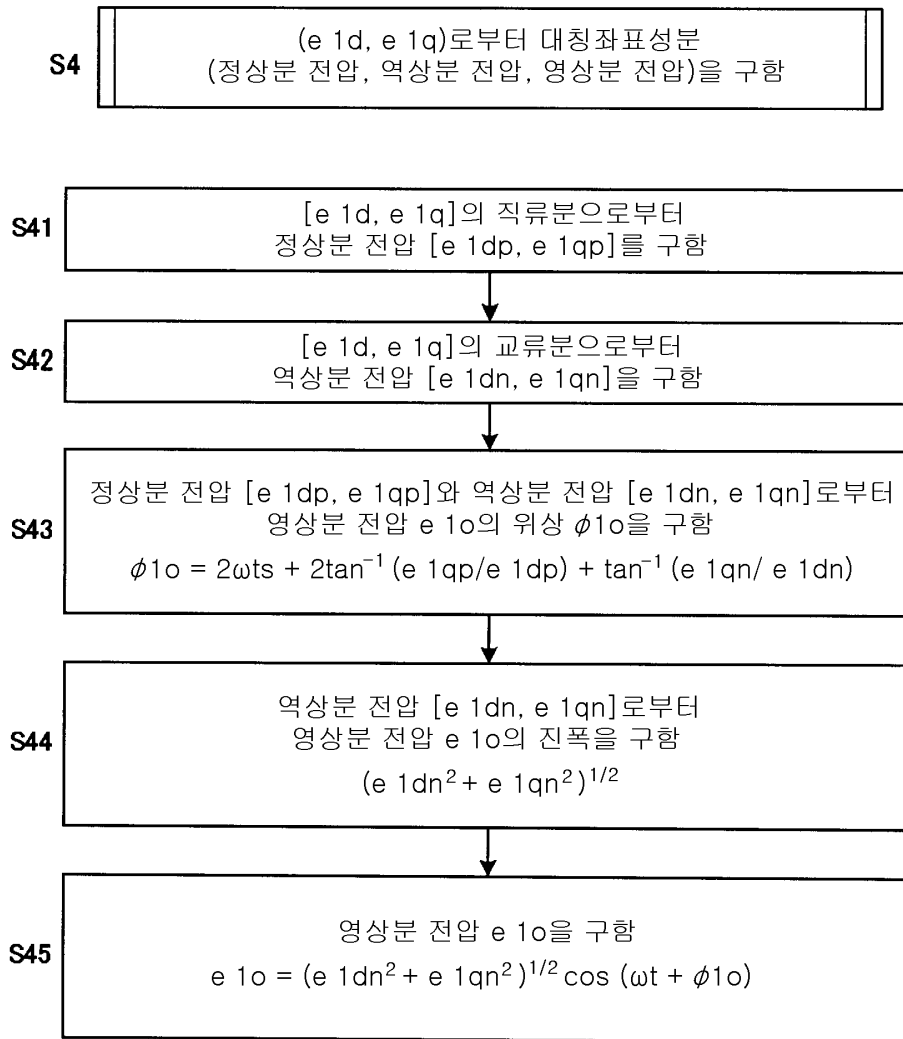 S4
(e 1d, e 1q)로부터 대칭좌표성분
(정상분 전압, 역상분 전압, 영상분 전압)을 구함
S41
[e 1d, e 1q]의 직류분으로부터
정상분 전압 [e 1dp, e 1qp]를 구함
S42
[e 1d, e 1q]의 교류분으로부터
역상분 전압 [e 1dn, e 1qn]을 구함
S43
정상분 전압 [e 1dp, e 1qp]와 역상분 전압 [e 1dn, e 1qn]로부터
영상분 전압 e 1o의 위상 ϕ1o을 구함
ϕ1o = 2ωts + 2tan⁻¹ (e 1qp/e 1dp) + tan⁻¹ (e 1qn/ e 1dn)
S44
역상분 전압 [e 1dn, e 1qn]로부터
영상분 전압 e 1o의 진폭을 구함
(e 1dn² + e 1qn²)^1/2
S45
영상분 전압 e 1o을 구함
e 1o = (e 1dn² + e 1qn²)^1/2 cos (ωt + ϕ1o)